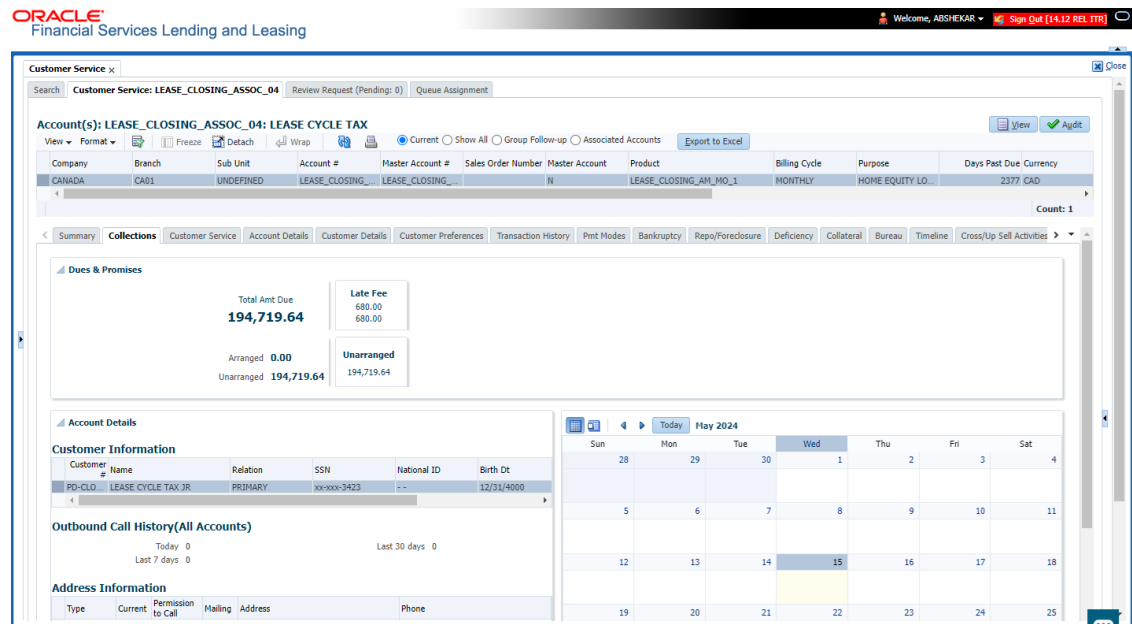 ORACLE
Financial Services Lending and Leasing
Welcome, ABSHEKAR
Sign Out [14.12 REL ITR]
Customer Service x
Close
Search Customer Service: LEASE_CLOSING_ASSOC_04 Review Request (Pending: 0) Queue Assignment
Account(s): LEASE_CLOSING_ASSOC_04: LEASE CYCLE TAX
View Audit
View Format Freeze Detach Wrap Current Show All Group Follow-up Associated Accounts Export to Excel
Company Branch Sub Unit Account # Master Account # Sales Order Number Master Account Product Billing Cycle Purpose Days Past Due Currency
CANADA CA01 UNDEFINED LEASE_CLOSING_... LEASE_CLOSING_... N LEASE_CLOSING_AM_MO_1 MONTHLY HOME EQUITY LO... 2377 CAD
Count: 1
Summary Collections Customer Service Account Details Customer Details Customer Preferences Transaction History Pmt Modes Bankruptcy Repo/Foreclosure Deficiency Collateral Bureau Timeline Cross/Up Sell Activities
Dues & Promises
Total Amt Due
194,719.64
Late Fee
680.00
680.00
Arranged 0.00
Unarranged 194,719.64
Unarranged
194,719.64
Account Details
Customer Information
Customer # Name Relation SSN National ID Birth Dt
PD-CLO... LEASE CYCLE TAX JR PRIMARY xx-xxx-3423 - - 12/31/4000
Outbound Call History(All Accounts)
Today 0 Last 30 days 0
Last 7 days 0
Address Information
Type Current Permission to Call Mailing Address Phone
Today May 2024
Sun Mon Tue Wed Thu Fri Sat
28 29 30 1 2 3 4
5 6 7 8 9 10 11
12 13 14 15 16 17 18
19 20 21 22 23 24 25